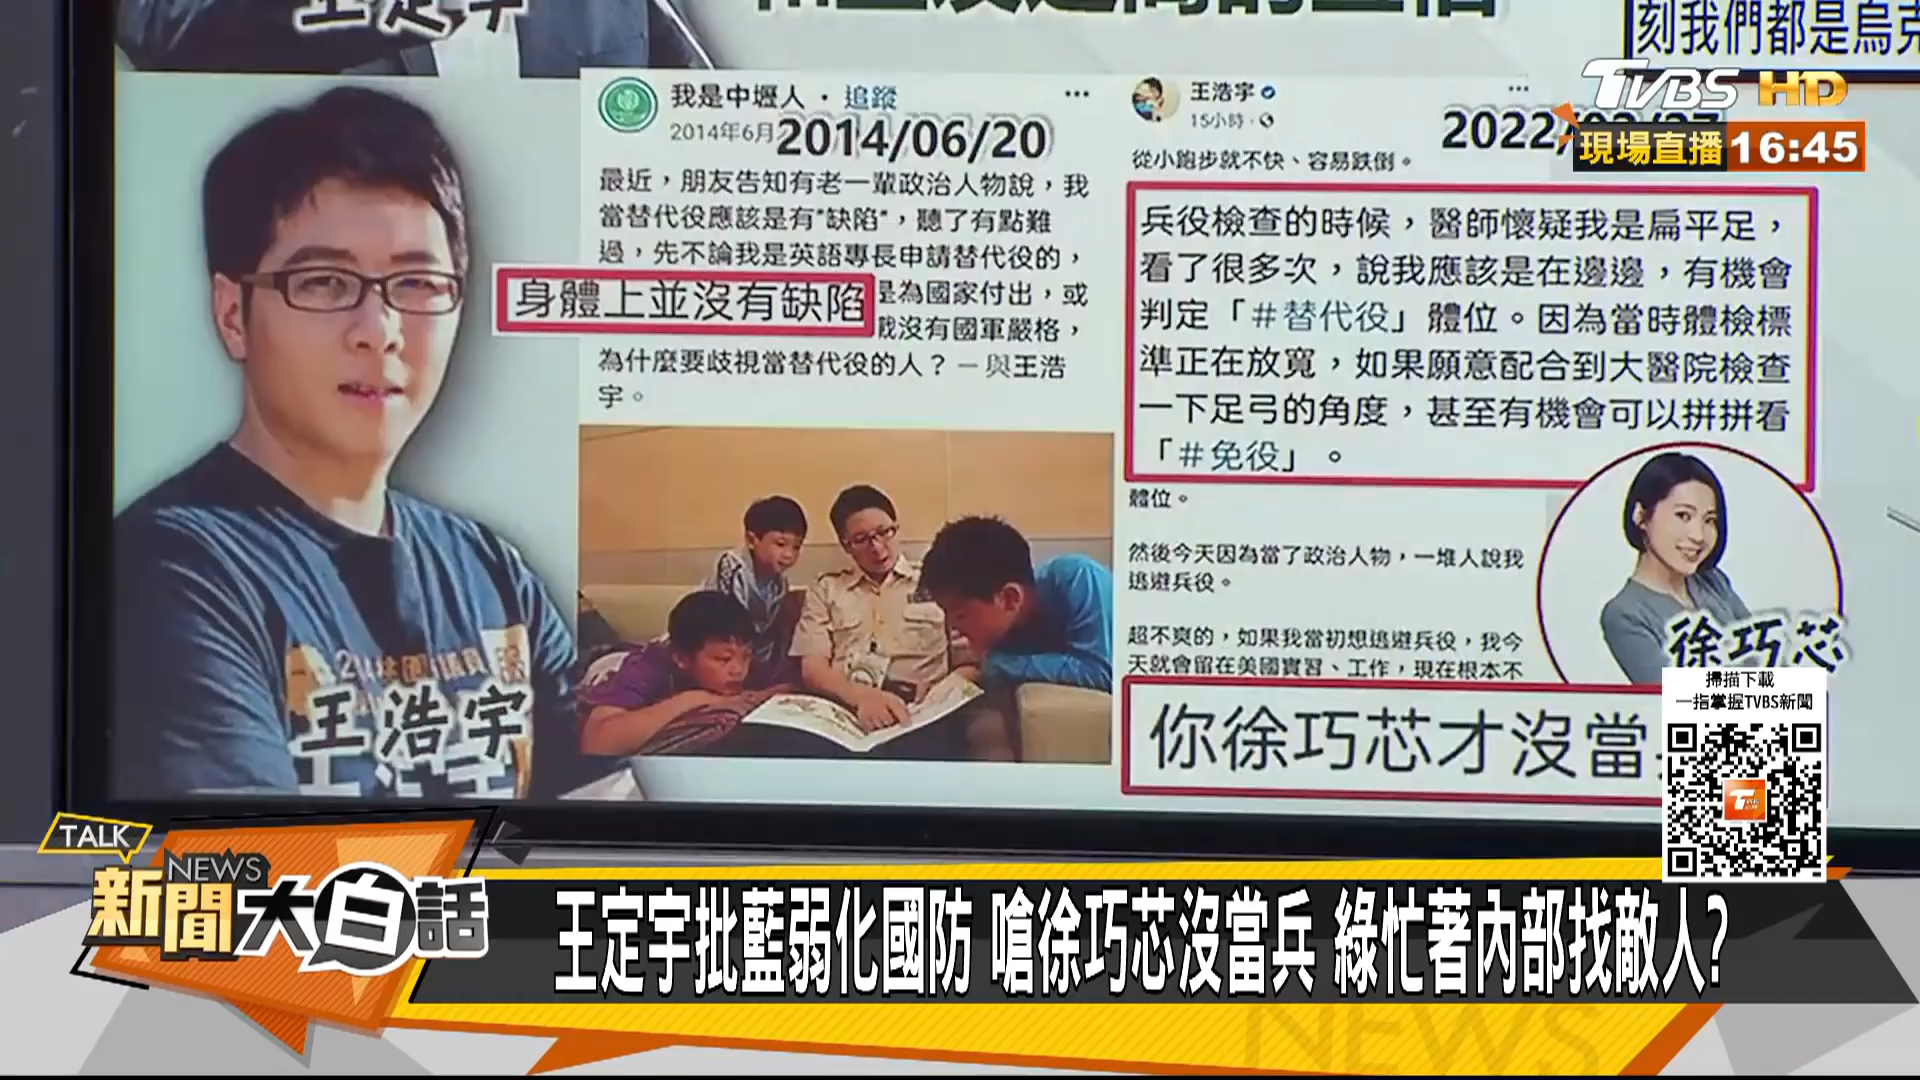 王定宇
刻我們都是烏克
TVBS HD
現場直播 16:45
我是中壢人・追蹤
2014年6月
2014/06/20
最近，朋友告知有老一輩政治人物說，我
當替代役應該是有"缺陷"，聽了有點難
過，先不論我是英語專長申請替代役的，
身體上並沒有缺陷
是為國家付出，或
沒有國軍嚴格，
為什麼要歧視當替代役的人？－與王浩
宇。
王浩宇
15小時・
2022/
從小跑步就不快、容易跌倒。
兵役檢查的時候，醫師懷疑我是扁平足，
看了很多次，說我應該是在邊邊，有機會
判定「#替代役」體位。因為當時體檢標
準正在放寬，如果願意配合到大醫院檢查
一下足弓的角度，甚至有機會可以拼拼看
「#免役」。
體位。
然後今天因為當了政治人物，一堆人說我
逃避兵役。
超不爽的，如果我當初想逃避兵役，我今
天就會留在美國實習、工作，現在根本不
你徐巧芯才沒當
王浩宇
徐巧芯
掃描下載
一指掌握TVBS新聞
TALK
NEWS
新聞大白話
王定宇批藍弱化國防 嗆徐巧芯沒當兵 綠忙著內部找敵人?
NEWS